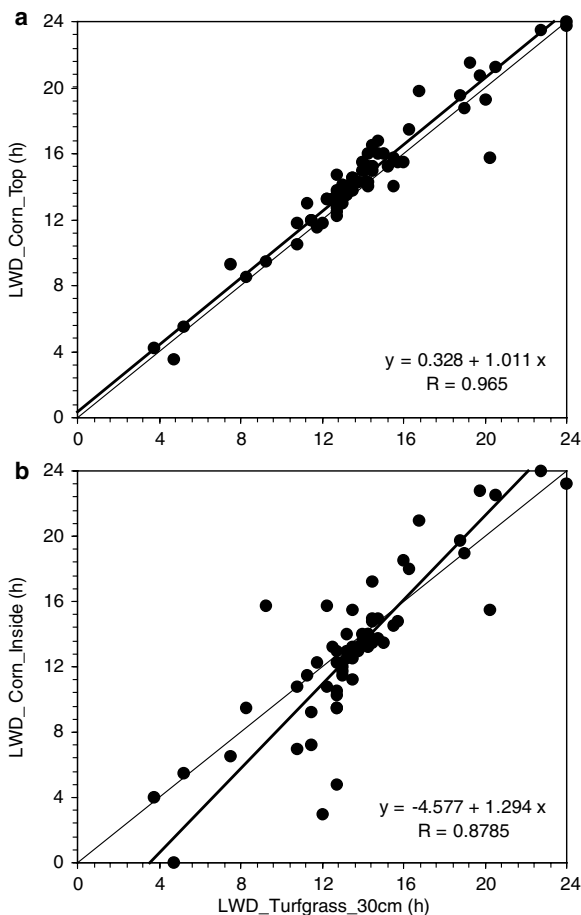 a
24
20
16
12
8
4
0
LWD_Corn_Top (h)
y = 0.328 + 1.011 x
R = 0.965
0 4 8 12 16 20 24
b
24
20
16
12
8
4
0
LWD_ Corn_Inside (h)
y = -4.577 + 1.294 x
R = 0.8785
0 4 8 12 16 20 24
LWD_Turfgrass_30cm (h)